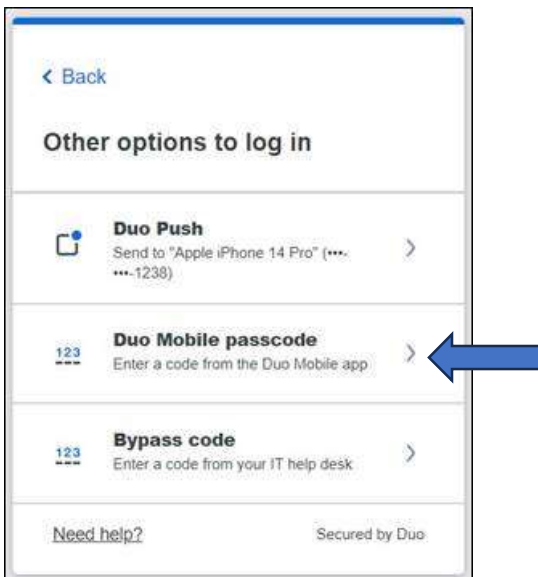 Back
Other options to log in
Duo Push
Send to "Apple iPhone 14 Pro" (•••-
•••-1238)
123
Duo Mobile passcode
Enter a code from the Duo Mobile app
123
Bypass code
Enter a code from your IT help desk
Need help?
Secured by Duo